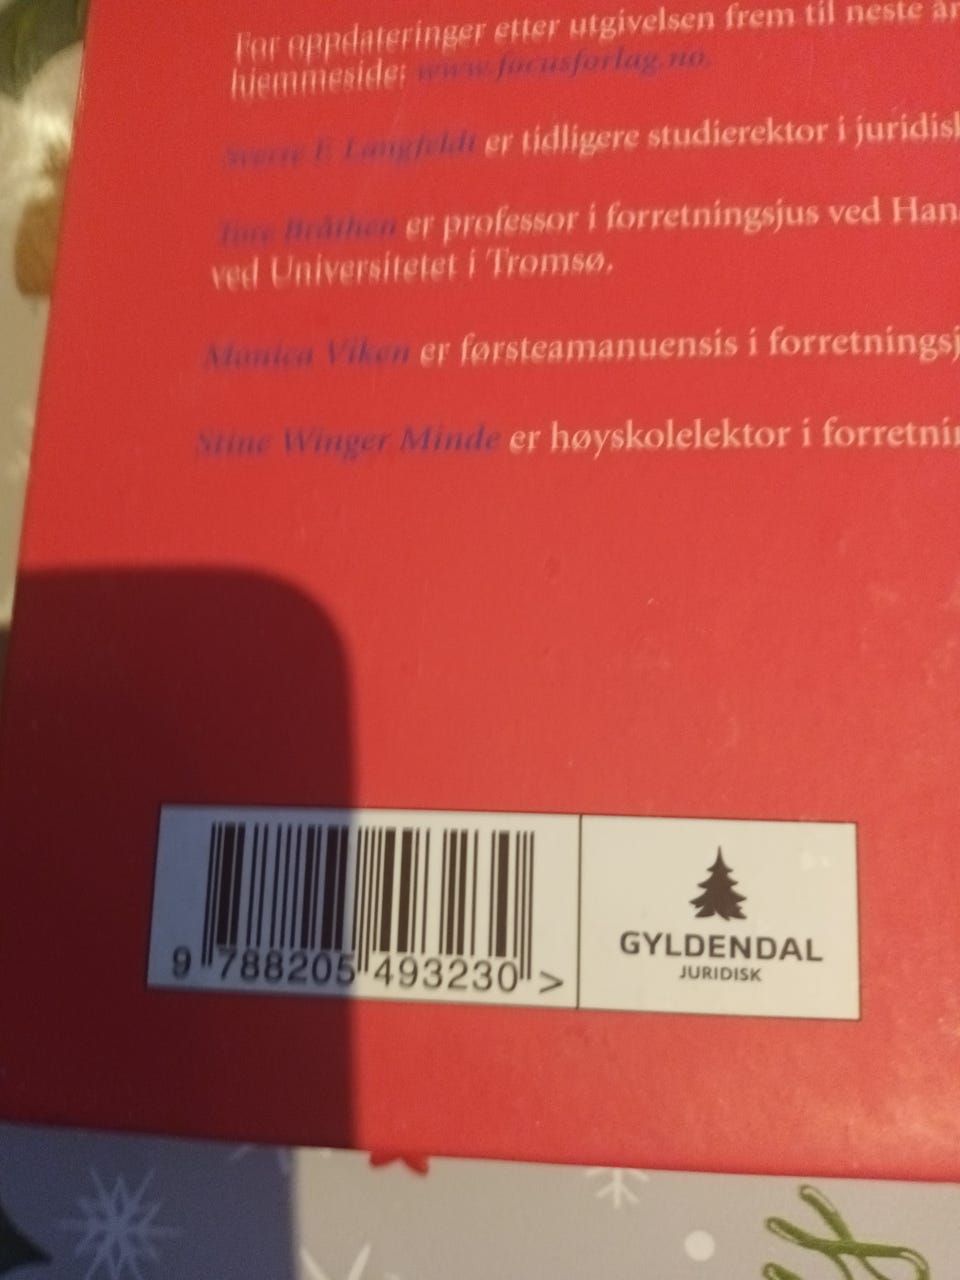 For oppdateringer etter utgivelsen frem til neste år
hjemmeside: www.focusforlag.no.
Sverre F. Langfeldt er tidligere studierektor i juridisk
Tore Bråthen er professor i forretningsjus ved Han
ved Universitetet i Tromsø.
Monica Viken er førsteamanuensis i forretningsj
Stine Winger Minde er høyskolelektor i forretnin
9 788205 493230 >
GYLDENDAL
JURIDISK